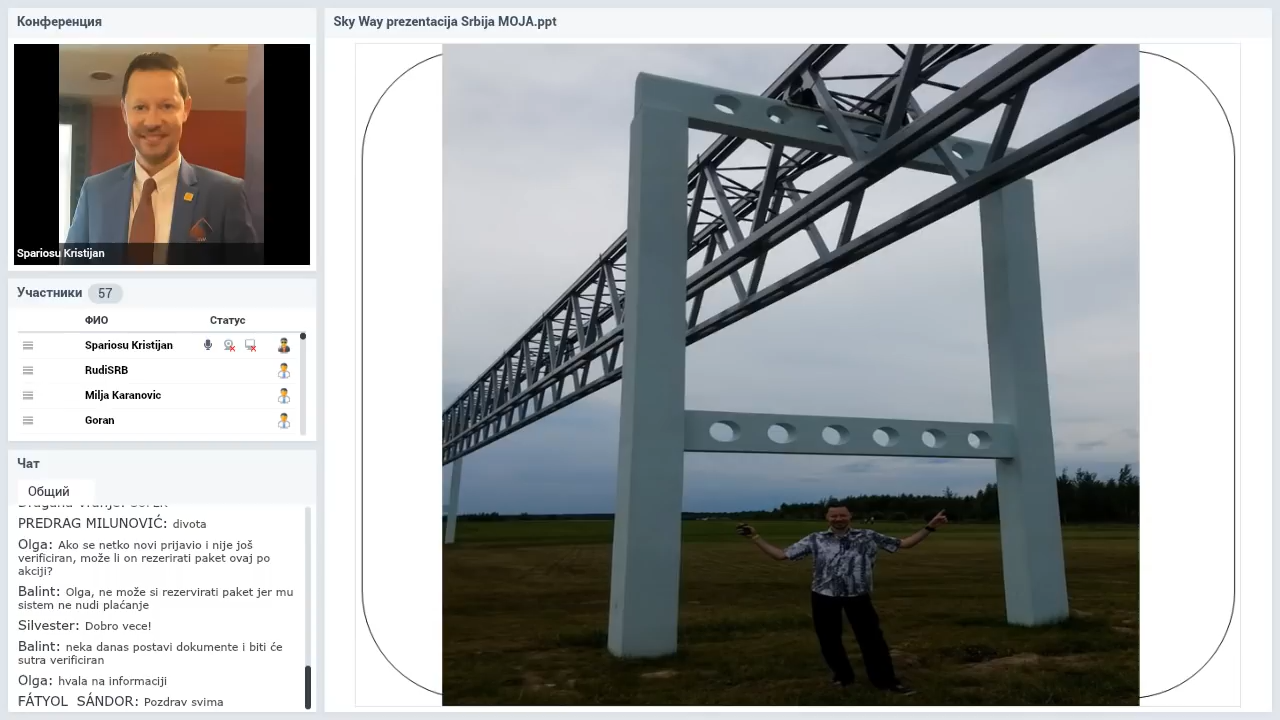 Конференция
Sky Way prezentacija Srbija MOJA.ppt
Spariosu Kristijan
Участники 57
ФИО Статус
Spariosu Kristijan
RudiSRB
Milja Karanovic
Goran
Чат
Общий
PREDRAG MILUNOVIĆ: divota
Olga: Ako se netko novi prijavio i nije još
verificiran, može li on rezerirati paket ovaj po
akciji?
Balint: Olga, ne može si rezervirati paket jer mu
sistem ne nudi plaćanje
Silvester: Dobro vece!
Balint: neka danas postavi dokumente i biti će
sutra verificiran
Olga: hvala na informaciji
FÁTYOL SÁNDOR: Pozdrav svima